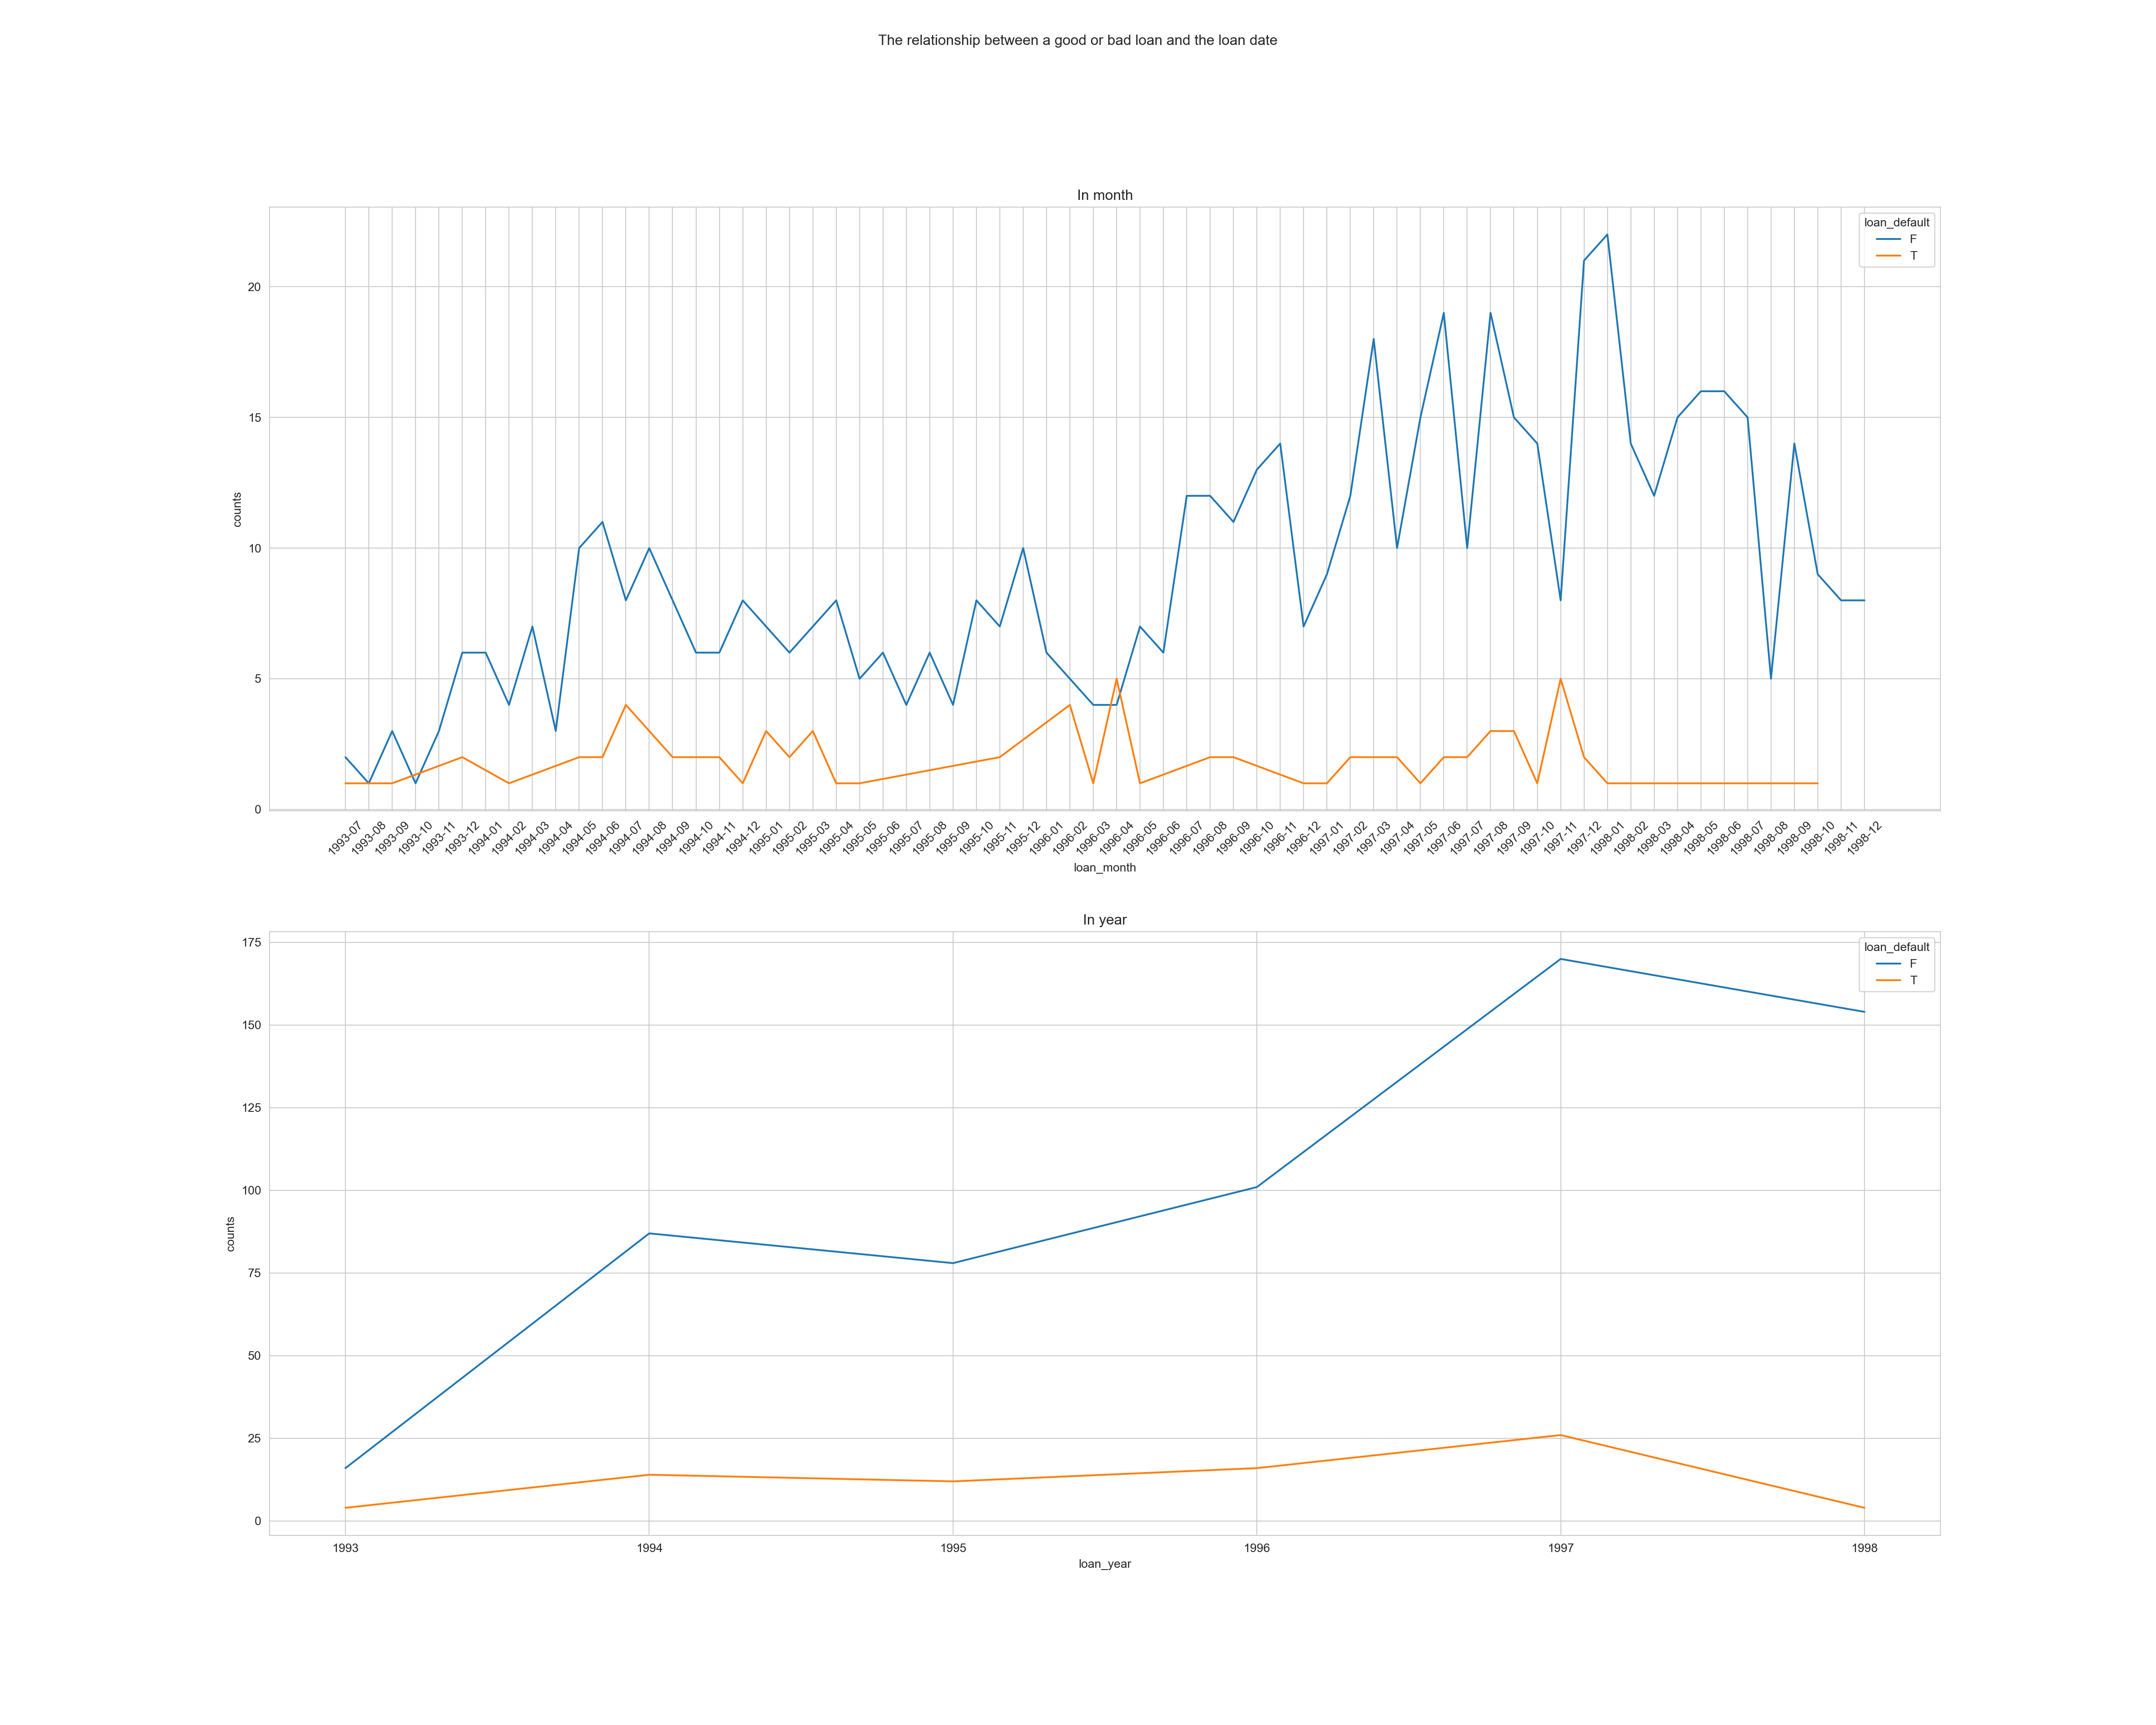 The relationship between a good or bad loan and the loan date
In month
loan_default
F
T
20
15
10
5
0
counts
1993-07 1993-08 1993-09 1993-10 1993-11 1993-12 1994-01 1994-02 1994-03 1994-04 1994-05 1994-06 1994-07 1994-08 1994-09 1994-10 1994-11 1994-12 1995-01 1995-02 1995-03 1995-04 1995-05 1995-06 1995-07 1995-08 1995-09 1995-10 1995-11 1995-12 1996-01 1996-02 1996-03 1996-04 1996-05 1996-06 1996-07 1996-08 1996-09 1996-10 1996-11 1996-12 1997-01 1997-02 1997-03 1997-04 1997-05 1997-06 1997-07 1997-08 1997-09 1997-10 1997-11 1997-12 1998-01 1998-02 1998-03 1998-04 1998-05 1998-06 1998-07 1998-08 1998-09 1998-10 1998-11 1998-12
loan_month
In year
loan_default
F
T
175
150
125
100
75
50
25
0
counts
1993 1994 1995 1996 1997 1998
loan_year